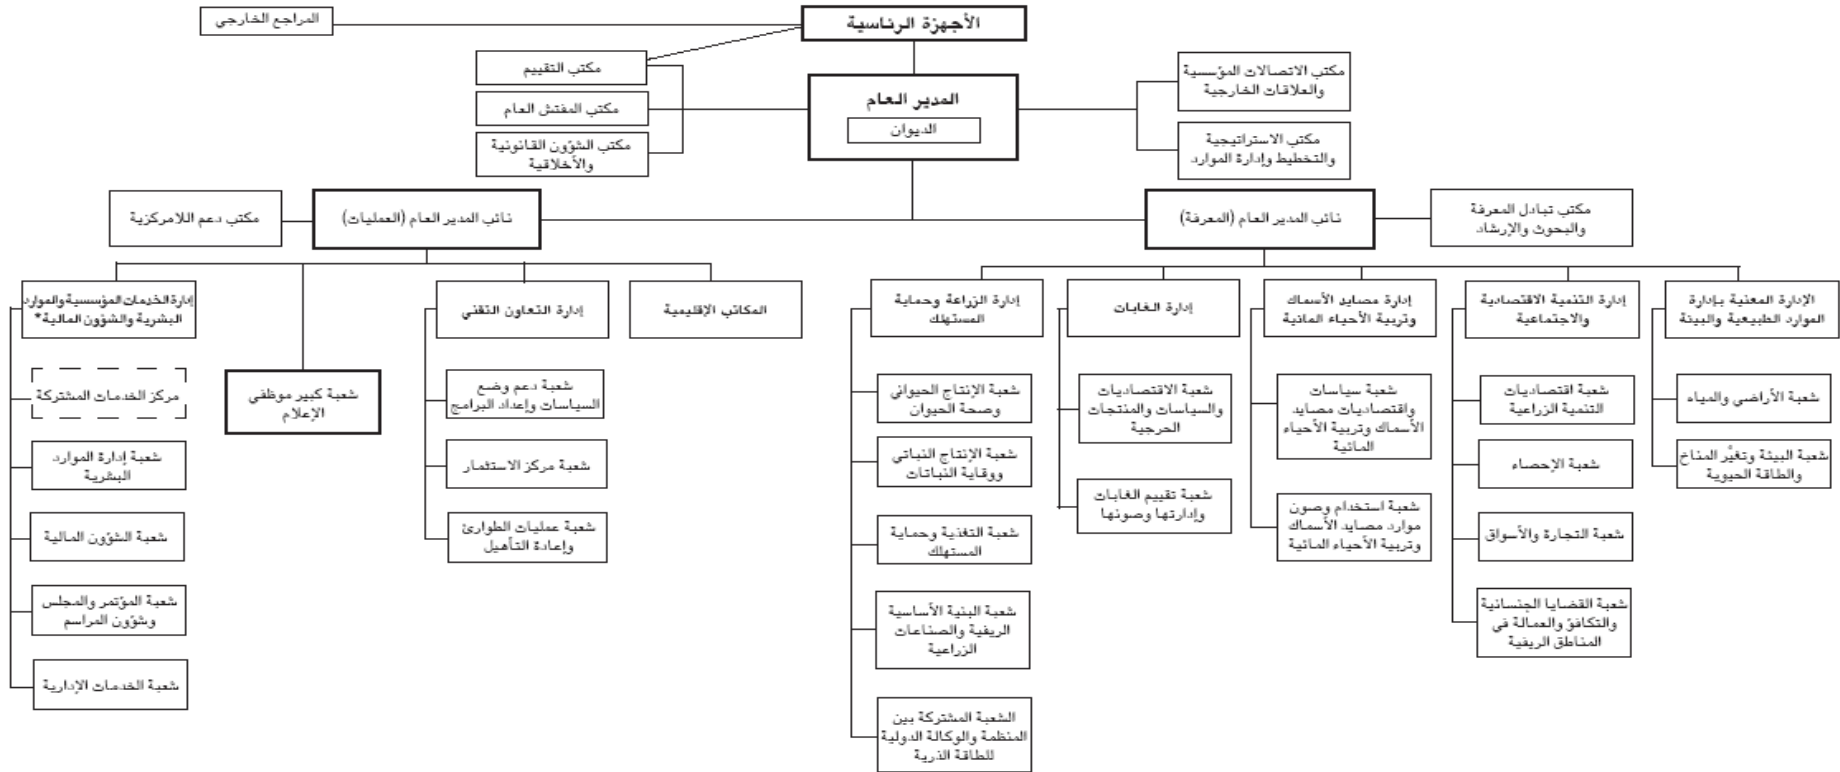 الأجهزة الرئاسية
المراجع الخارجي
مكتب التقييم
مكتب المفتش العام
مكتب الشؤون القانونية
والأخلاقية
المدير العام
الديوان
مكتب الاتصالات المؤسسية
والعلاقات الخارجية
مكتب الاستراتيجية
والتخطيط وإدارة الموارد
مكتب تبادل المعرفة
والبحوث والإرشاد
نائب المدير العام (المعرفة)
نائب المدير العام (العمليات)
مكتب دعم اللامركزية
الإدارة المعنية بإدارة
الموارد الطبيعية والبيئة
شعبة الأراضي والمياه
شعبة البيئة وتغيُّر المناخ
والطاقة الحيوية
إدارة التنمية الاقتصادية
والاجتماعية
شعبة اقتصاديات
التنمية الزراعية
شعبة الإحصاء
شعبة التجارة والأسواق
شعبة القضايا الجنسانية
والتكافؤ والعمالة في
المناطق الريفية
إدارة مصايد الأسماك
وتربية الأحياء المائية
شعبة سياسات
واقتصاديات مصايد
الأسماك وتربية الأحياء
المائية
شعبة استخدام وصون
موارد مصايد الأسماك
وتربية الأحياء المائية
إدارة الغابات
شعبة الاقتصاديات
والسياسات والمنتجات
الحرجية
شعبة تقييم الغابات
وإدارتها وصونها
إدارة الزراعة وحماية
المستهلك
شعبة الإنتاج الحيواني
وصحة الحيوان
شعبة الإنتاج النباتي
ووقاية النباتات
شعبة التغذية وحماية
المستهلك
شعبة البنية الأساسية
الريفية والصناعات
الزراعية
الشعبة المشتركة بين
المنظمة والوكالة الدولية
للطاقة الذرية
المكاتب الإقليمية
إدارة التعاون التقني
شعبة دعم وضع
السياسات وإعداد البرامج
شعبة مركز الاستثمار
شعبة عمليات الطوارئ
وإعادة التأهيل
شعبة كبير موظفي
الإعلام
إدارة الخدمات المؤسسية والموارد
البشرية والشؤون المالية*
مركز الخدمات المشتركة
شعبة إدارة الموارد
البشرية
شعبة الشؤون المالية
شعبة المؤتمر والمجلس
وشؤون المراسم
شعبة الخدمات الإدارية